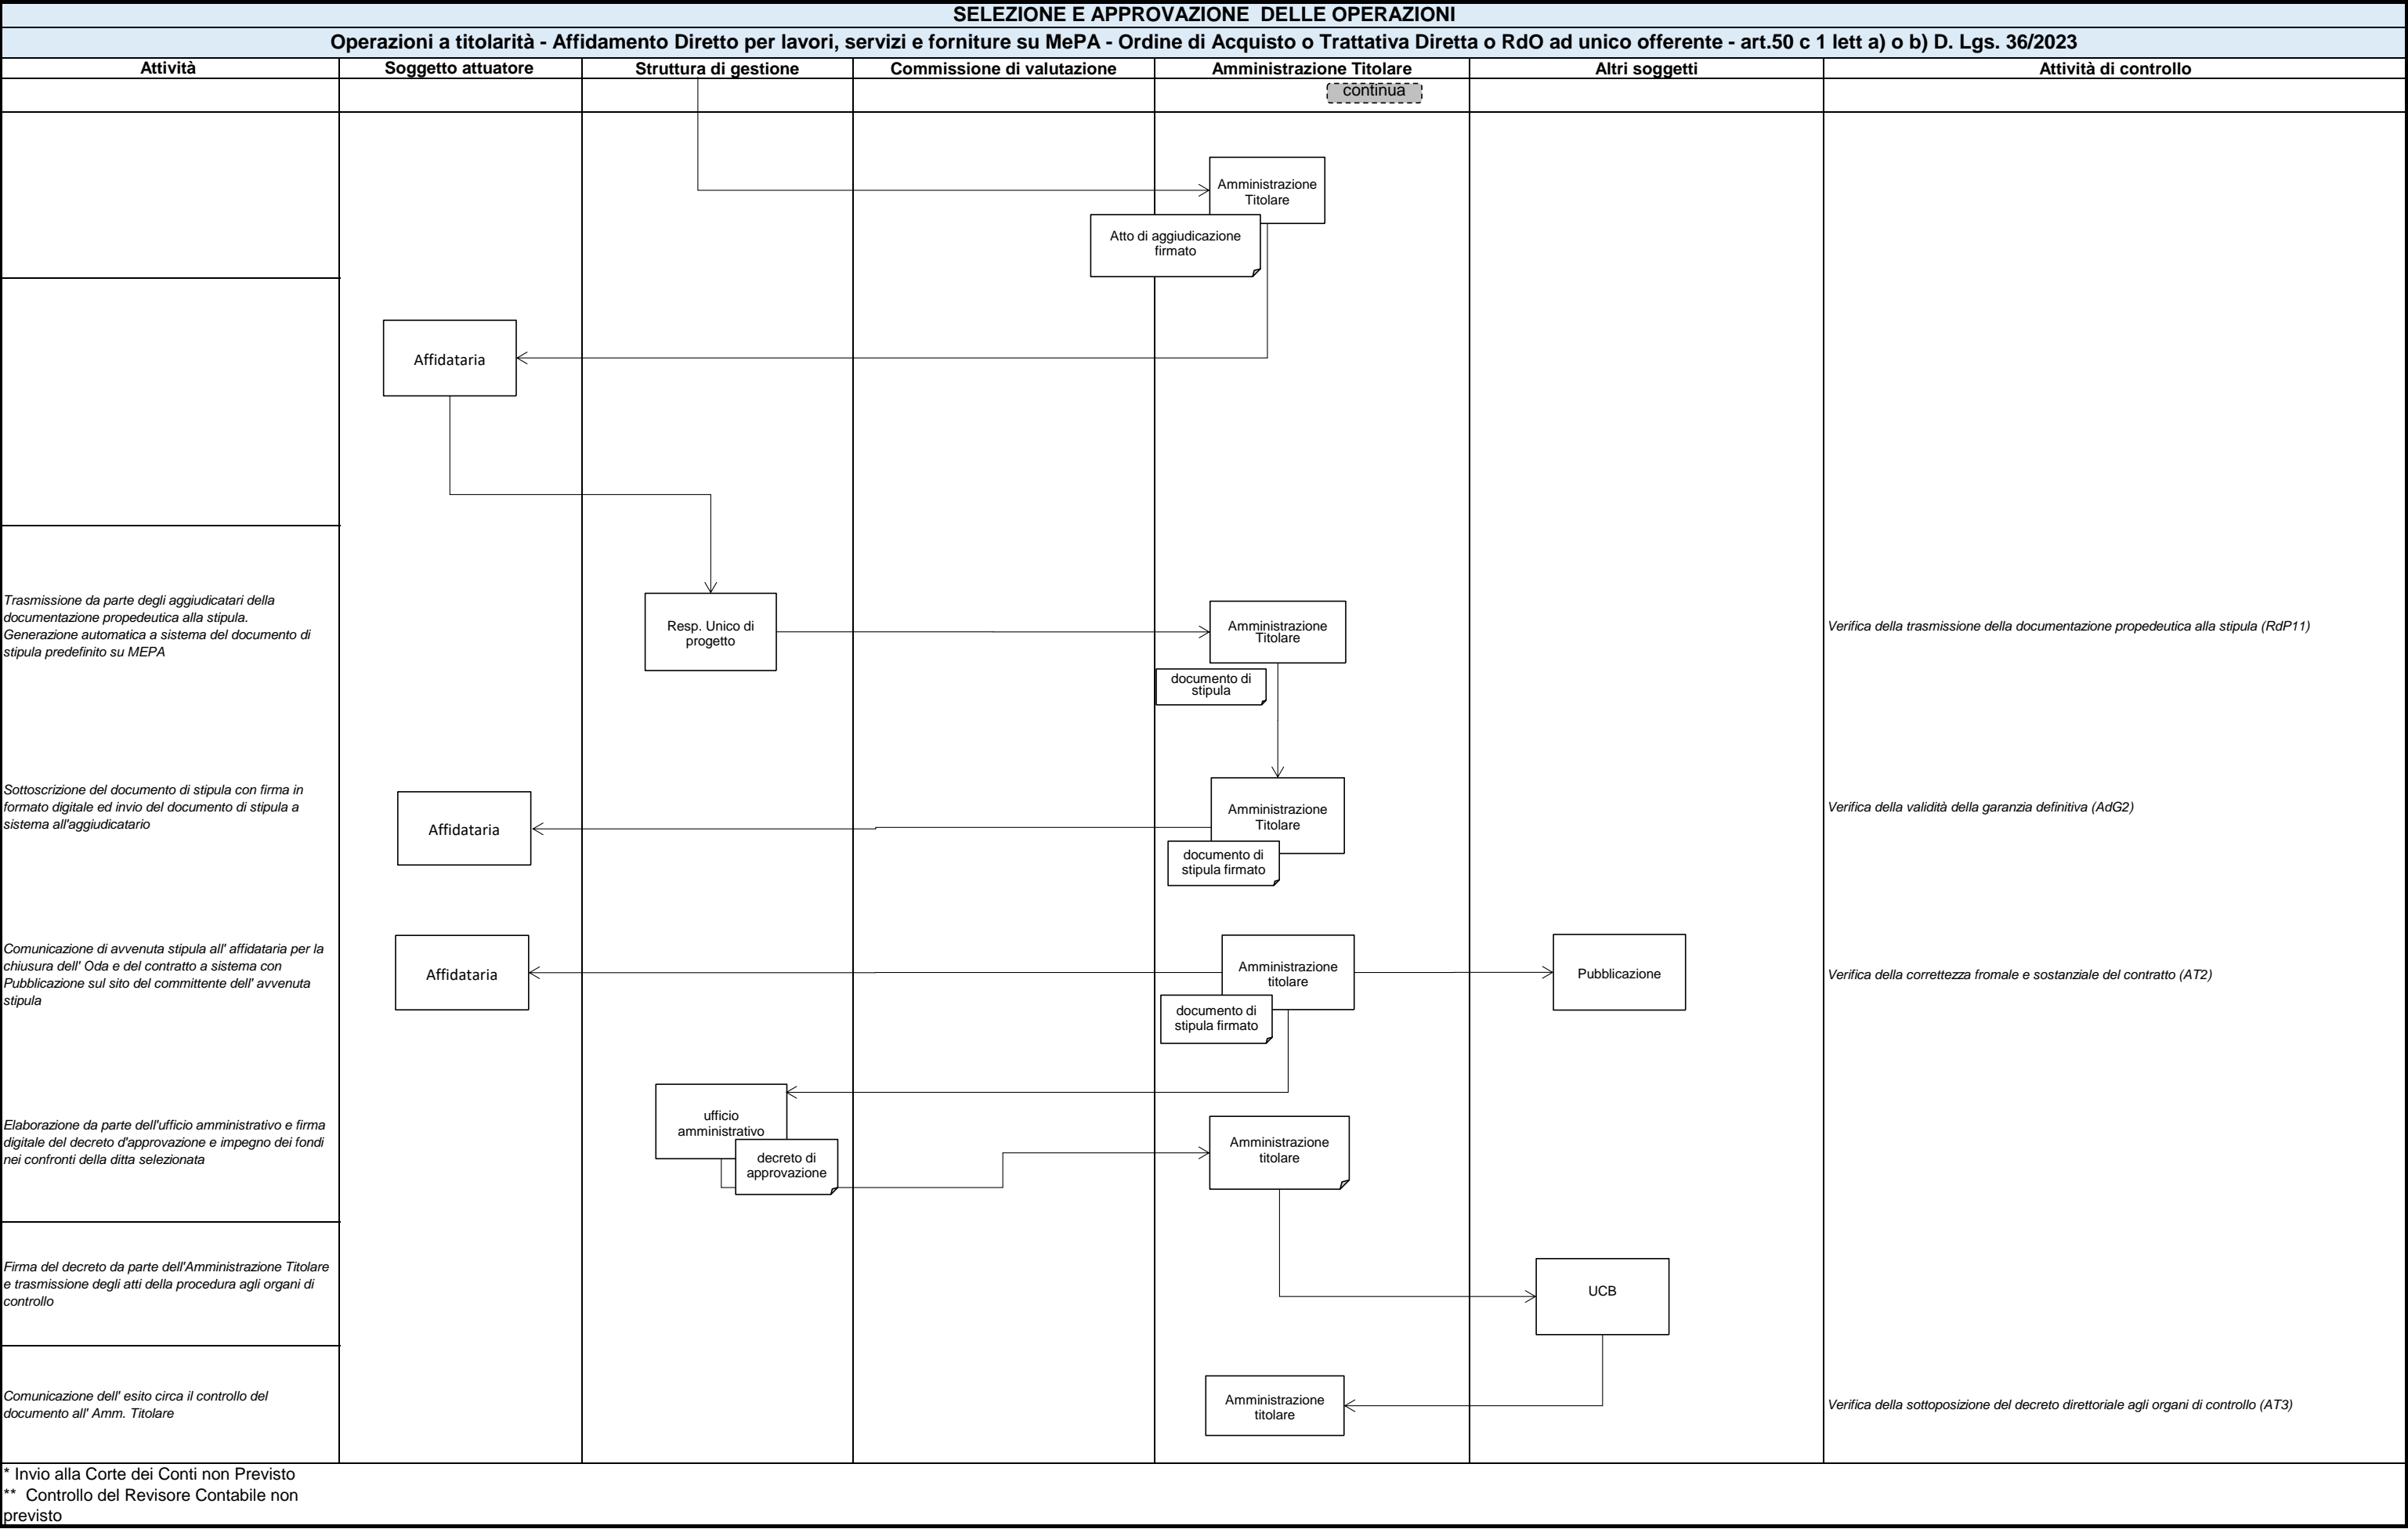 SELEZIONE E APPROVAZIONE DELLE OPERAZIONI
Operazioni a titolarità - Affidamento Diretto per lavori, servizi e forniture su MePA - Ordine di Acquisto o Trattativa Diretta o RdO ad unico offerente - art.50 c 1 lett a) o b) D. Lgs. 36/2023
Attività
Soggetto attuatore
Struttura di gestione
Commissione di valutazione
Amministrazione Titolare
Altri soggetti
Attività di controllo
continua
Amministrazione
Titolare
Atto di aggiudicazione
firmato
Affidataria
Trasmissione da parte degli aggiudicatari della
documentazione propedeutica alla stipula.
Generazione automatica a sistema del documento di
stipula predefinito su MEPA
Resp. Unico di
progetto
Amministrazione
Titolare
documento di
stipula
Verifica della trasmissione della documentazione propedeutica alla stipula (RdP11)
Sottoscrizione del documento di stipula con firma in
formato digitale ed invio del documento di stipula a
sistema all'aggiudicatario
Affidataria
Amministrazione
Titolare
documento di
stipula firmato
Verifica della validità della garanzia definitiva (AdG2)
Comunicazione di avvenuta stipula all' affidataria per la
chiusura dell' Oda e del contratto a sistema con
Pubblicazione sul sito del committente dell' avvenuta
stipula
Affidataria
Amministrazione
titolare
documento di
stipula firmato
Pubblicazione
Verifica della correttezza fromale e sostanziale del contratto (AT2)
Elaborazione da parte dell'ufficio amministrativo e firma
digitale del decreto d'approvazione e impegno dei fondi
nei confronti della ditta selezionata
ufficio
amministrativo
decreto di
approvazione
Amministrazione
titolare
Firma del decreto da parte dell'Amministrazione Titolare
e trasmissione degli atti della procedura agli organi di
controllo
UCB
Comunicazione dell' esito circa il controllo del
documento all' Amm. Titolare
Amministrazione
titolare
Verifica della sottoposizione del decreto direttoriale agli organi di controllo (AT3)
* Invio alla Corte dei Conti non Previsto
** Controllo del Revisore Contabile non
previsto